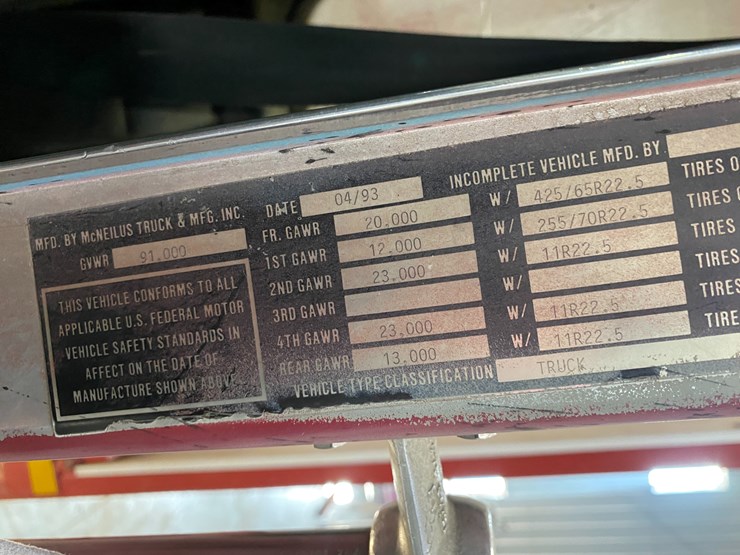 MFD. BY McNEILUS TRUCK & MFG. INC.
GVWR 91.000
THIS VEHICLE CONFORMS TO ALL
APPLICABLE U.S. FEDERAL MOTOR
VEHICLE SAFETY STANDARDS IN
AFFECT ON THE DATE OF
MANUFACTURE SHOWN ABOVE
DATE 04/93 INCOMPLETE VEHICLE MFD. BY
FR. GAWR 20.000 W/ 425/65R22.5 TIRES
1ST GAWR 12.000 W/ 255/70R22.5 TIRES
2ND GAWR 23.000 W/ 11R22.5 TIRES
3RD GAWR W/ TIRES
4TH GAWR 23.000 W/ 11R22.5 TIRES
REAR GAWR 13.000 W/ 11R22.5 TIRE
VEHICLE TYPE CLASSIFICATION TRUCK